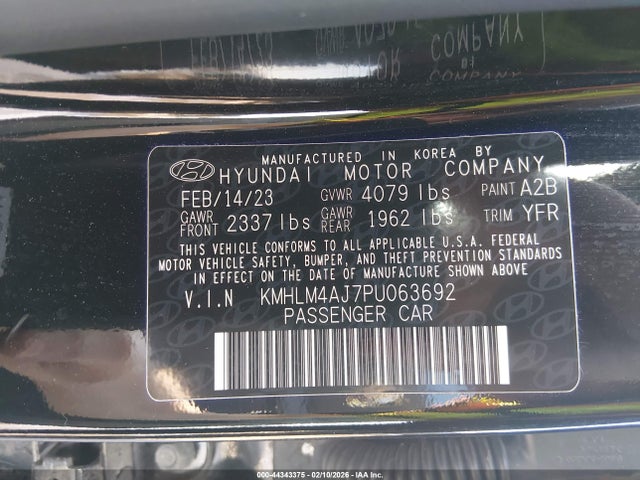 MANUFACTURED IN KOREA BY
HYUNDAI MOTOR COMPANY
FEB/14/23 GVWR 4079 lbs PAINT A2B
GAWR FRONT 2337 lbs GAWR REAR 1962 lbs TRIM YFR
THIS VEHICLE CONFORMS TO ALL APPLICABLE U.S.A. FEDERAL
MOTOR VEHICLE SAFETY, BUMPER, AND THEFT PREVENTION STANDARDS
IN EFFECT ON THE DATE OF MANUFACTURE SHOWN ABOVE
V.I.N KMHLM4AJ7PU063692
PASSENGER CAR
000-44343375 - 02/10/2026 - IAA Inc.